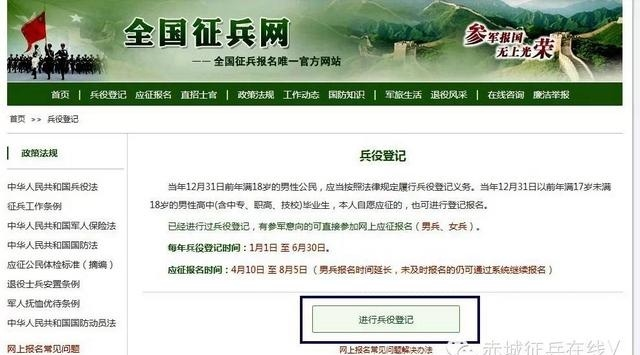 全国征兵网
—— 全国征兵报名唯一官方网站
参军报国
无上光荣
首页 | 兵役登记 应征报名 直招士官 | 政策法规 工作动态 国防知识 | 军旅生活 退役风采 | 在线咨询 廉洁举报
首页 >> 兵役登记
政策法规
中华人民共和国兵役法
征兵工作条例
中华人民共和国军人保险法
中华人民共和国国防法
应征公民体检标准（摘编）
退役士兵安置条例
军人抚恤优待条例
中华人民共和国国防动员法
网上报名常见问题
兵役登记
当年12月31日前年满18岁的男性公民，应当按照法律规定履行兵役登记义务。当年12月31日以前年满17岁未满
18岁的男性高中(含中专、职高、技校)毕业生，本人自愿应征的，也可进行登记报名。
已经进行过兵役登记，有参军意向的可直接参加网上应征报名（男兵、女兵）
每年兵役登记时间：1月1日 至 6月30日。
应征报名时间：4月10日 至 8月5日（男兵报名时间延长，未及时报名的仍可通过系统继续报名）
进行兵役登记
网上报名常见问题解决办法
赤城征兵在线V